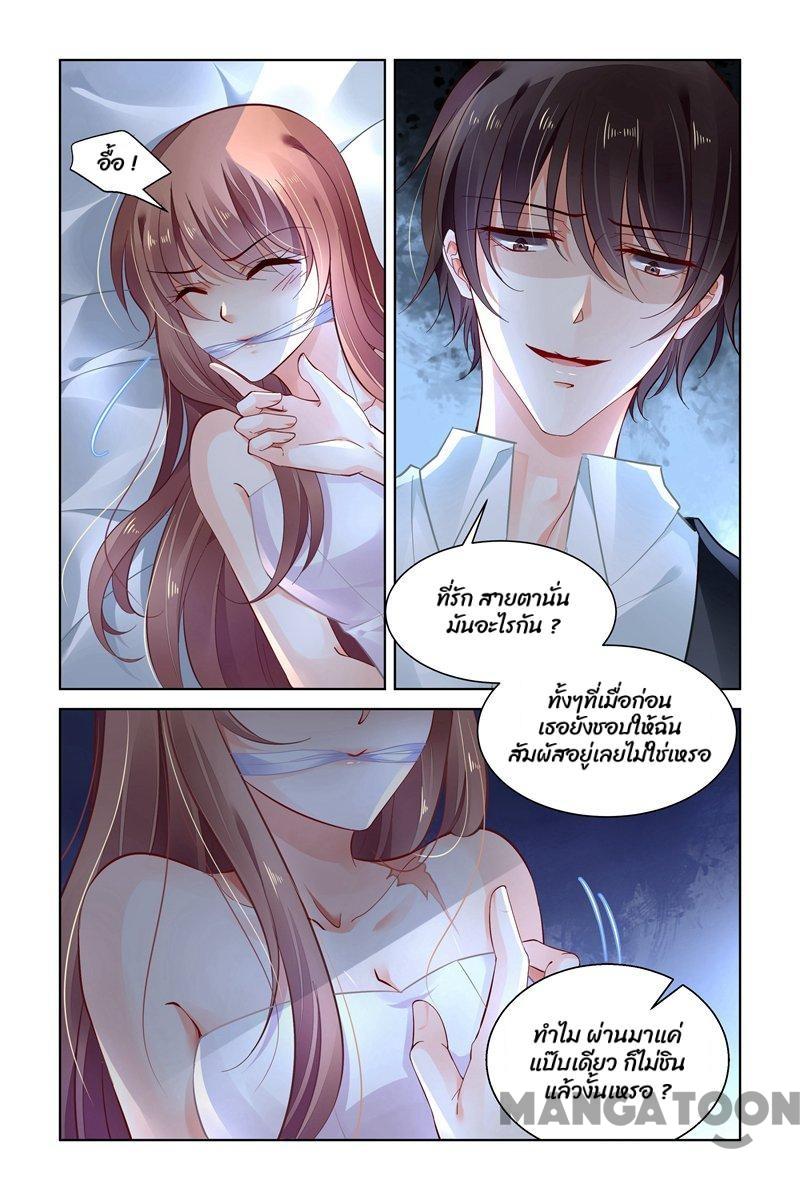 อื้อ !
ที่รัก สายตานั่น
มันอะไรกัน ?
ทั้งๆที่เมื่อก่อน
เธอยังชอบให้ฉัน
สัมผัสอยู่เลยไม่ใช่เหรอ
ทำไม ผ่านมาแค่
แป๊บเดียว ก็ไม่ชิน
แล้วงั้นเหรอ ?
MANGATOON